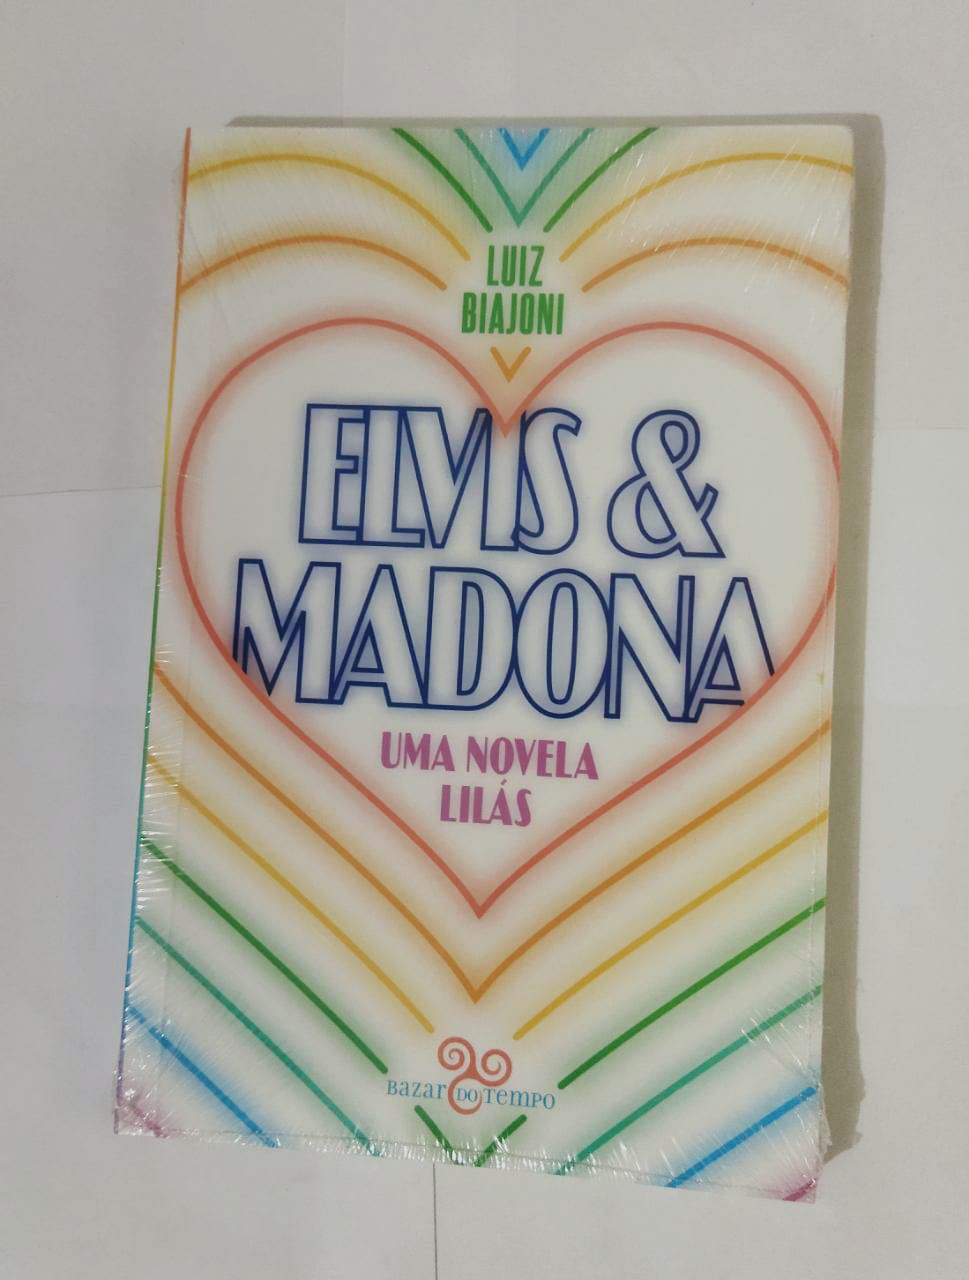 LUIZ
BIAJONI
ELVIS &
MADONA
UMA NOVELA
LILÁS
BAZAR DO TEMPO